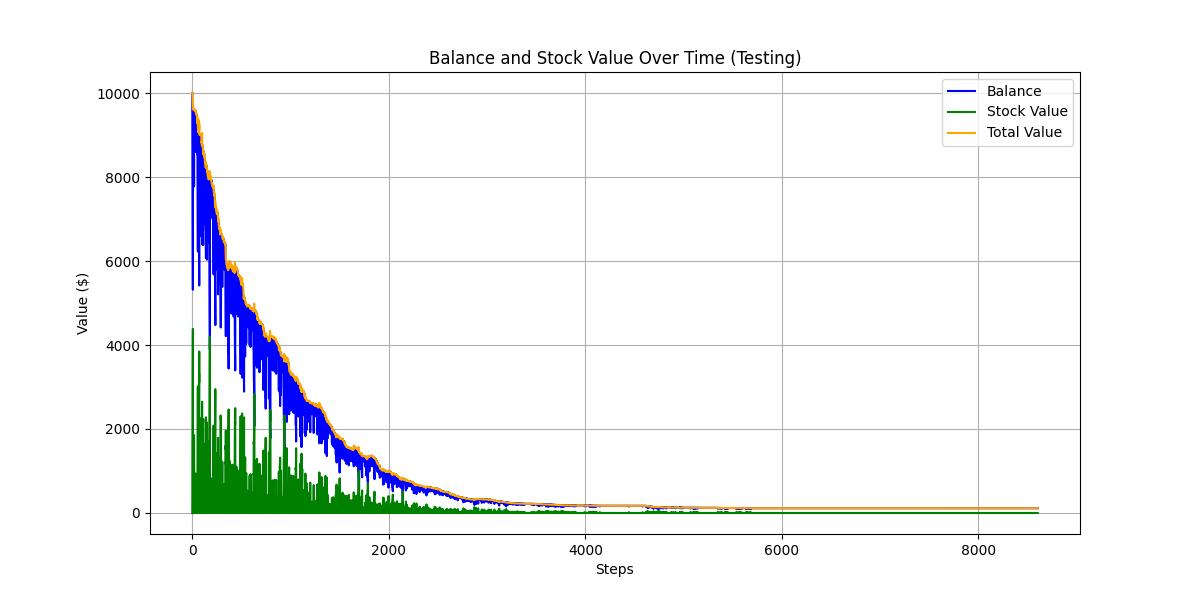 Balance and Stock Value Over Time (Testing)
Balance
Stock Value
Total Value
10000
8000
6000
4000
2000
0
Value ($)
0 2000 4000 6000 8000
Steps